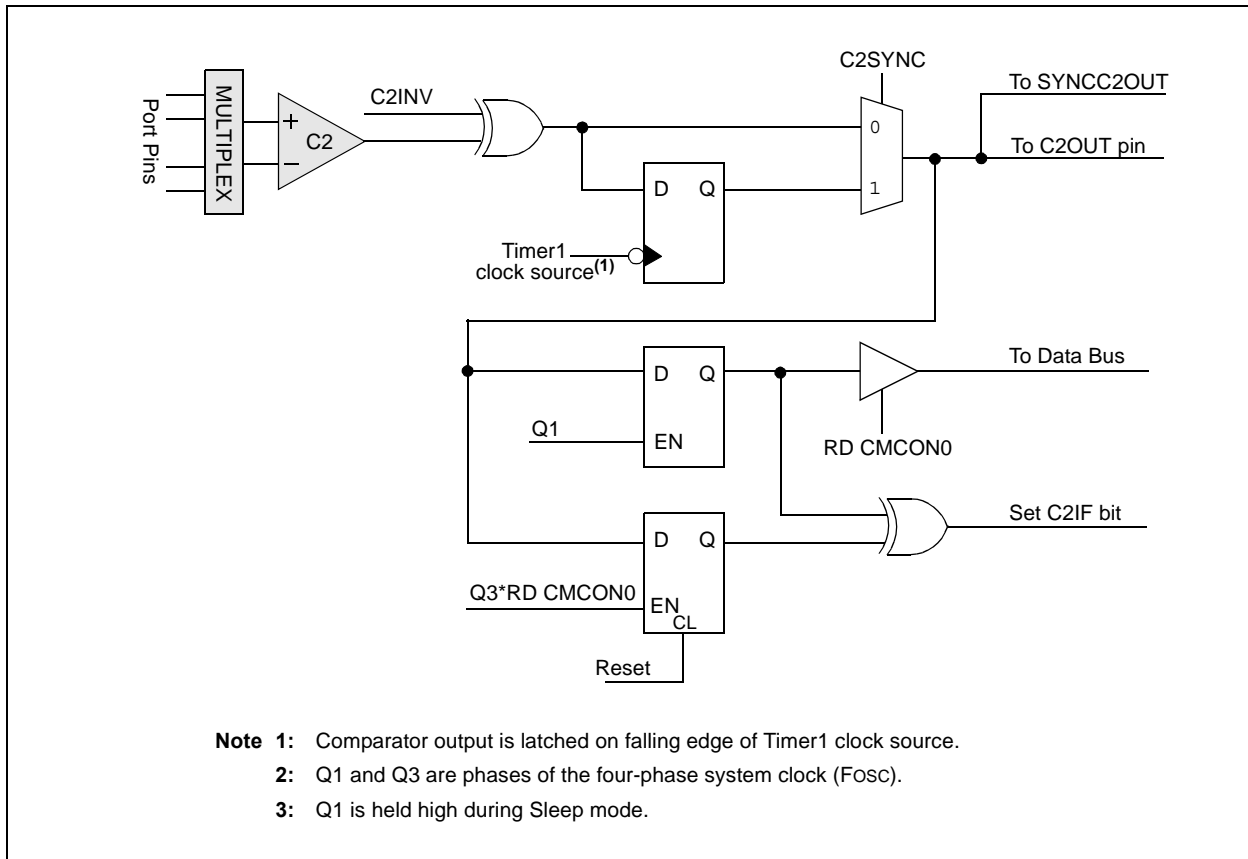 C2SYNC
Port Pins
MULTIPLEX
+
−
C2
C2INV
0
1
To SYNCC2OUT
To C2OUT pin
D Q
Timer1
clock source(1)
D Q
Q1
EN
To Data Bus
RD CMCON0
D Q
Set C2IF bit
Q3*RD CMCON0
EN
CL
Reset
Note 1: Comparator output is latched on falling edge of Timer1 clock source.
2: Q1 and Q3 are phases of the four-phase system clock (FOSC).
3: Q1 is held high during Sleep mode.